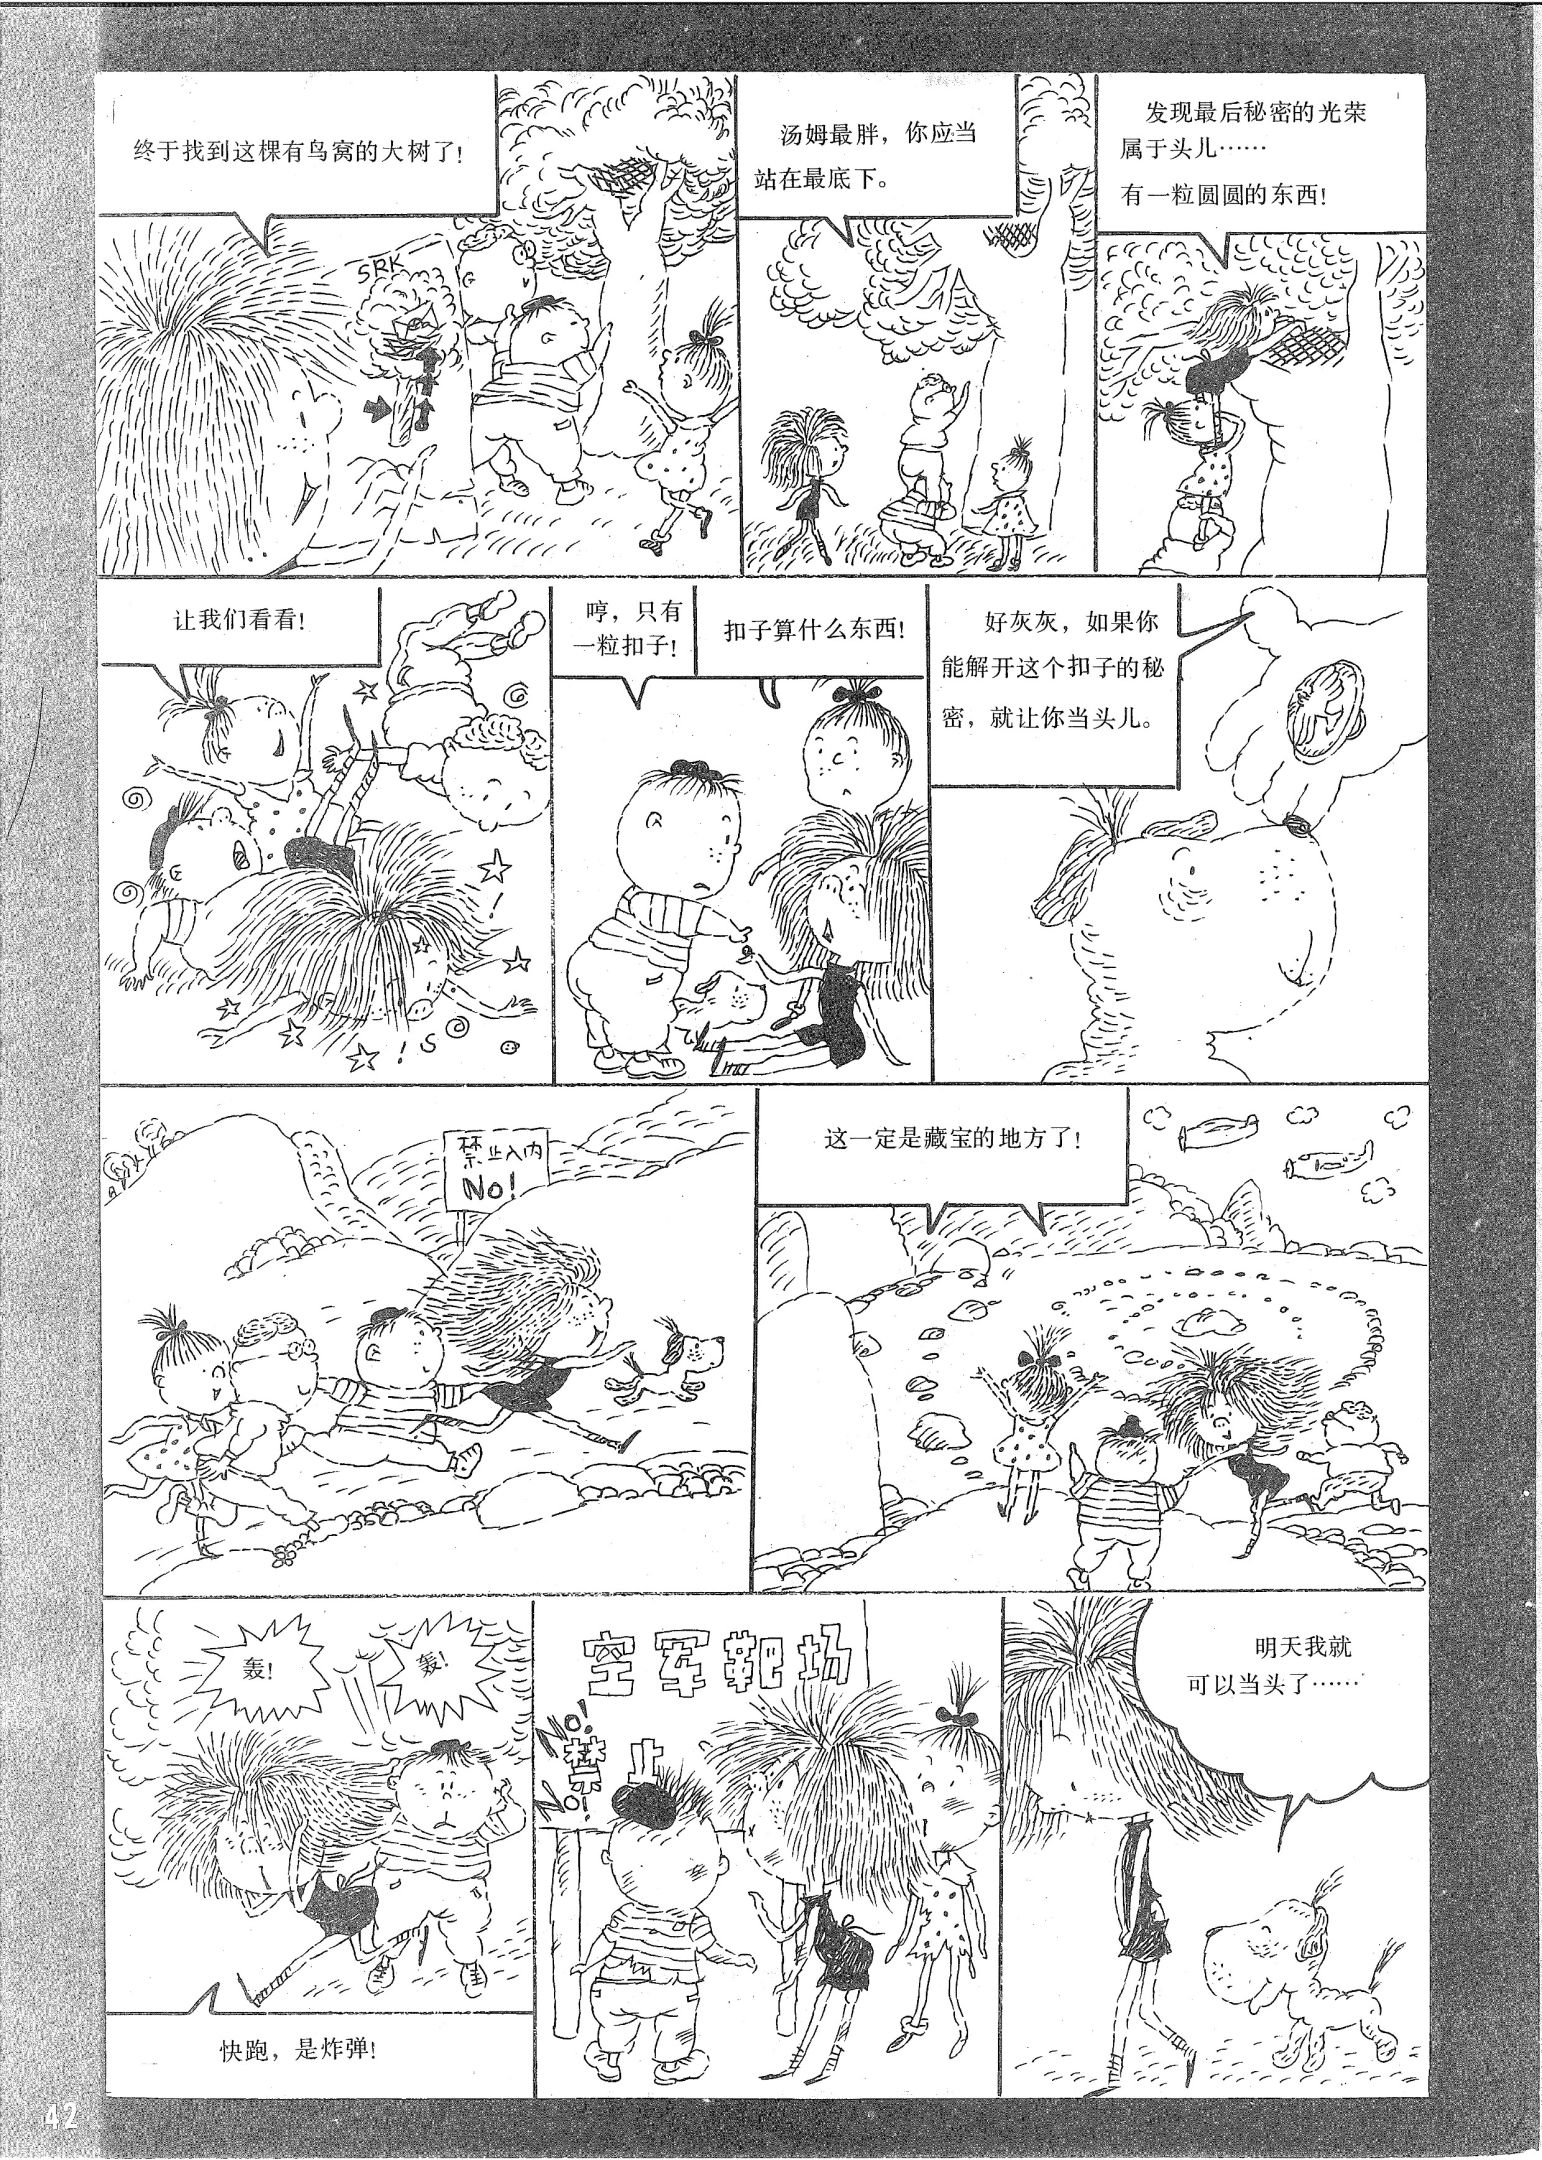 终于找到这棵有鸟窝的大树了!
SRK
汤姆最胖，你应当
站在最底下。
发现最后秘密的光荣
属于头儿……
有一粒圆圆的东西!
让我们看看!
! S
哼，只有
一粒扣子!
扣子算什么东西!
好灰灰，如果你
能解开这个扣子的秘
密，就让你当头儿。
禁止入内
No!
这一定是藏宝的地方了!
轰!
轰!
快跑，是炸弹!
空军靶场
No!
禁止
No!
明天我就
可以当头了……
42